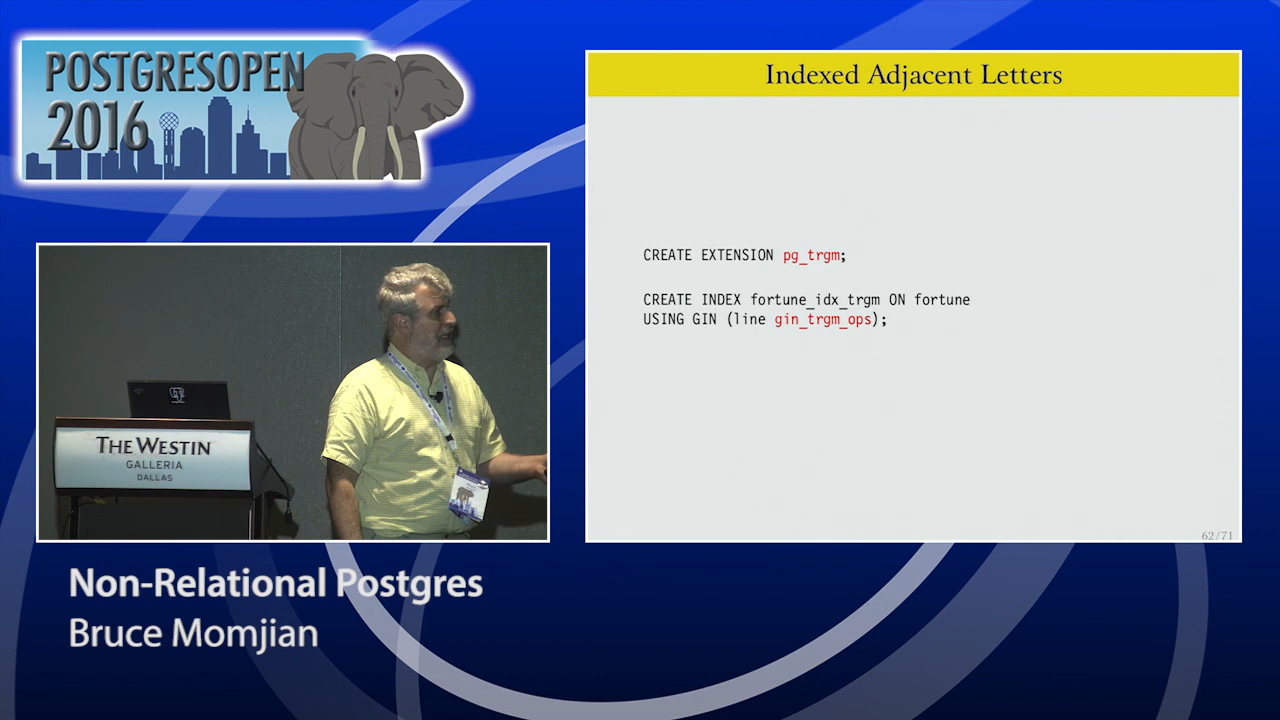 POSTGRESOPEN
2016
Indexed Adjacent Letters
CREATE EXTENSION pg_trgm;
CREATE INDEX fortune_idx_trgm ON fortune
USING GIN (line gin_trgm_ops);
62/71
THE WESTIN
GALLERIA
DALLAS
Non-Relational Postgres
Bruce Momjian